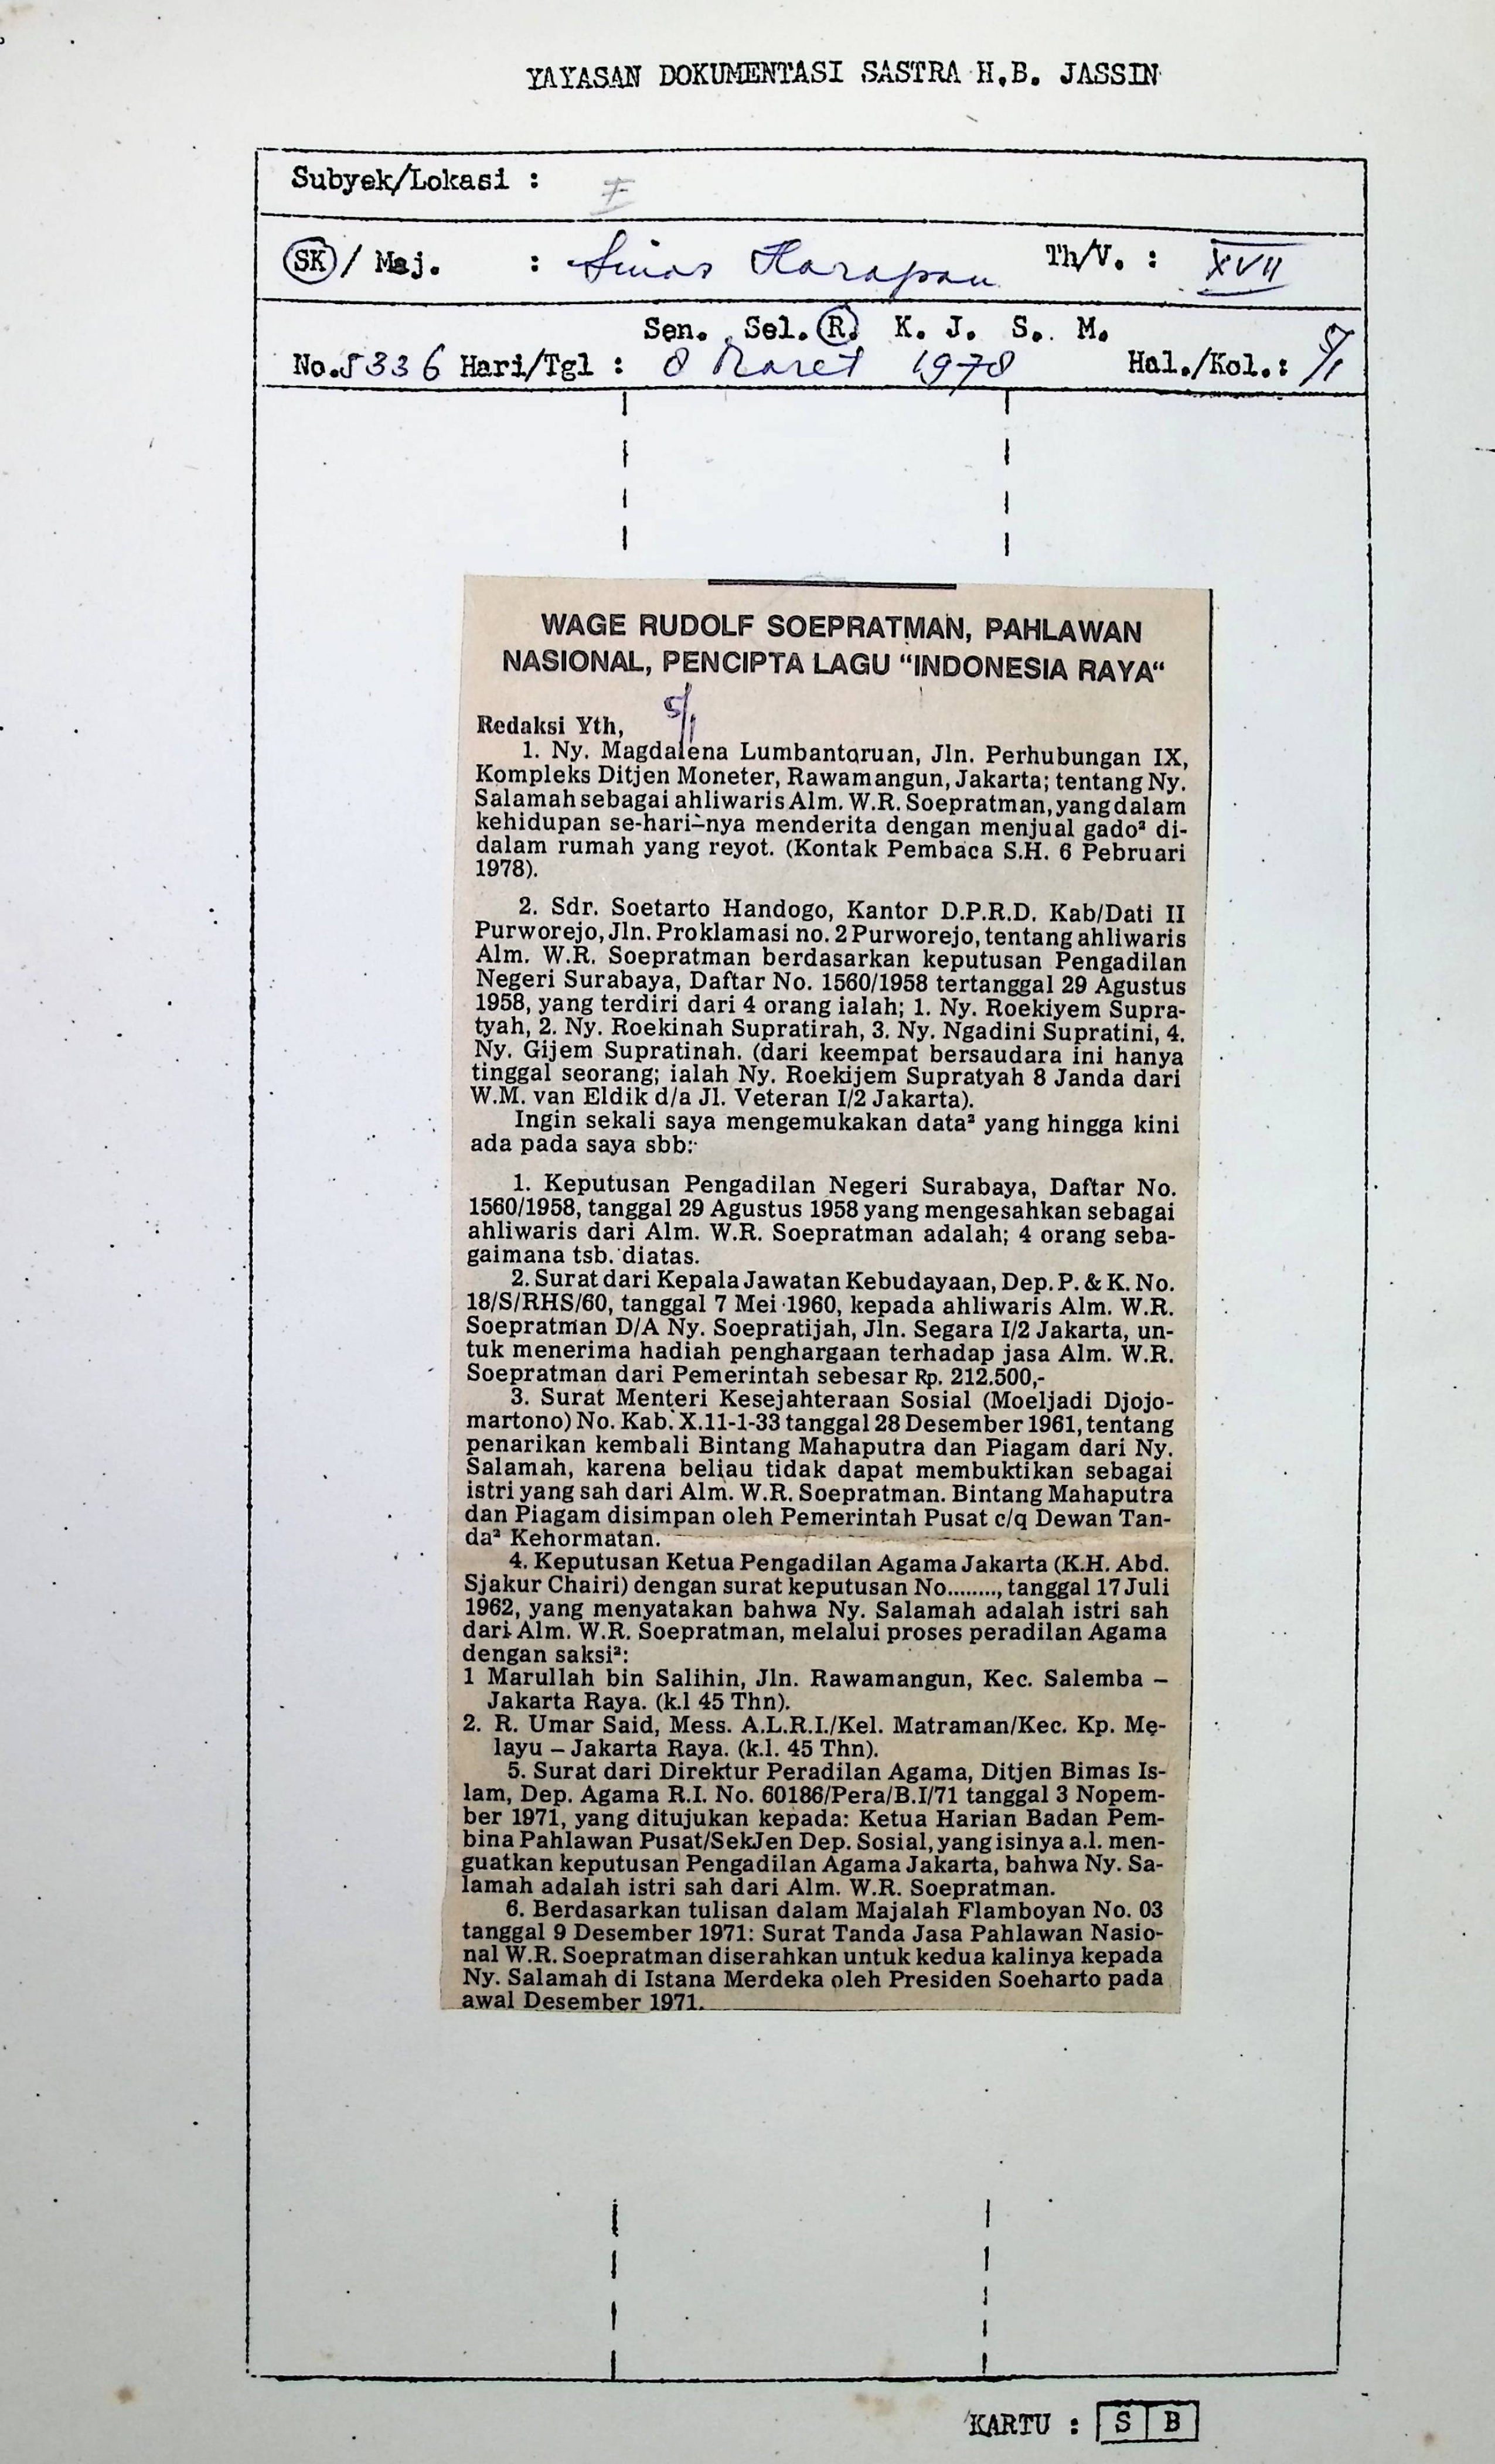 YAYASAN DOKUMENTASI SASTRA H.B. JASSIN
Subyek/Lokasi :
SK / Maj. : Sinar Harapan Th/V. : XVII
Sen. Sel. R. K. J. S. M.
No. 5336 Hari/Tgl : 8 Maret 1978 Hal./Kol.: 5/1
WAGE RUDOLF SOEPRATMAN, PAHLAWAN
NASIONAL, PENCIPTA LAGU “INDONESIA RAYA“
5/1
Redaksi Yth,
1. Ny. Magdalena Lumbantoruan, Jln. Perhubungan IX,
Kompleks Ditjen Moneter, Rawamangun, Jakarta; tentang Ny.
Salamah sebagai ahliwaris Alm. W.R. Soepratman, yang dalam
kehidupan se-hari-nya menderita dengan menjual gado² di-
dalam rumah yang reyot. (Kontak Pembaca S.H. 6 Pebruari
1978).
2. Sdr. Soetarto Handogo, Kantor D.P.R.D. Kab/Dati II
Purworejo, Jln. Proklamasi no. 2 Purworejo, tentang ahliwaris
Alm. W.R. Soepratman berdasarkan keputusan Pengadilan
Negeri Surabaya, Daftar No. 1560/1958 tertanggal 29 Agustus
1958, yang terdiri dari 4 orang ialah; 1. Ny. Roekiyem Supra-
tyah, 2. Ny. Roekinah Supratirah, 3. Ny. Ngadini Supratini, 4.
Ny. Gijem Supratinah. (dari keempat bersaudara ini hanya
tinggal seorang; ialah Ny. Roekijem Supratyah 8 Janda dari
W.M. van Eldik d/a Jl. Veteran I/2 Jakarta).
Ingin sekali saya mengemukakan data² yang hingga kini
ada pada saya sbb:
1. Keputusan Pengadilan Negeri Surabaya, Daftar No.
1560/1958, tanggal 29 Agustus 1958 yang mengesahkan sebagai
ahliwaris dari Alm. W.R. Soepratman adalah; 4 orang seba-
gaimana tsb. diatas.
2. Surat dari Kepala Jawatan Kebudayaan, Dep. P. & K. No.
18/S/RHS/60, tanggal 7 Mei 1960, kepada ahliwaris Alm. W.R.
Soepratman D/A Ny. Soepratijah, Jln. Segara I/2 Jakarta, un-
tuk menerima hadiah penghargaan terhadap jasa Alm. W.R.
Soepratman dari Pemerintah sebesar Rp. 212.500,-
3. Surat Menteri Kesejahteraan Sosial (Moeljadi Djojo-
martono) No. Kab. X.11-1-33 tanggal 28 Desember 1961, tentang
penarikan kembali Bintang Mahaputra dan Piagam dari Ny.
Salamah, karena beliau tidak dapat membuktikan sebagai
istri yang sah dari Alm. W.R. Soepratman. Bintang Mahaputra
dan Piagam disimpan oleh Pemerintah Pusat c/q Dewan Tan-
da² Kehormatan.
4. Keputusan Ketua Pengadilan Agama Jakarta (K.H. Abd.
Sjakur Chairi) dengan surat keputusan No........, tanggal 17 Juli
1962, yang menyatakan bahwa Ny. Salamah adalah istri sah
dari Alm. W.R. Soepratman, melalui proses peradilan Agama
dengan saksi²:
1 Marullah bin Salihin, Jln. Rawamangun, Kec. Salemba –
Jakarta Raya. (k.l 45 Thn).
2. R. Umar Said, Mess. A.L.R.I./Kel. Matraman/Kec. Kp. Me-
layu – Jakarta Raya. (k.l. 45 Thn).
5. Surat dari Direktur Peradilan Agama, Ditjen Bimas Is-
lam, Dep. Agama R.I. No. 60186/Pera/B.I/71 tanggal 3 Nopem-
ber 1971, yang ditujukan kepada: Ketua Harian Badan Pem-
bina Pahlawan Pusat/SekJen Dep. Sosial, yang isinya a.l. men-
guatkan keputusan Pengadilan Agama Jakarta, bahwa Ny. Sa-
lamah adalah istri sah dari Alm. W.R. Soepratman.
6. Berdasarkan tulisan dalam Majalah Flamboyan No. 03
tanggal 9 Desember 1971: Surat Tanda Jasa Pahlawan Nasio-
nal W.R. Soepratman diserahkan untuk kedua kalinya kepada
Ny. Salamah di Istana Merdeka oleh Presiden Soeharto pada
awal Desember 1971.
KARTU : S B